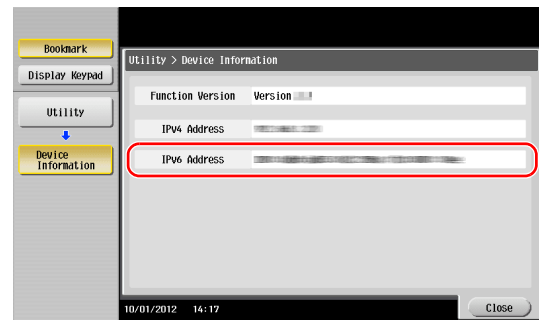 Bookmark
Display Keypad
Utility
Device
Information
Utility > Device Information
Function Version Version
IPv4 Address
IPv6 Address
10/01/2012 14:17
Close